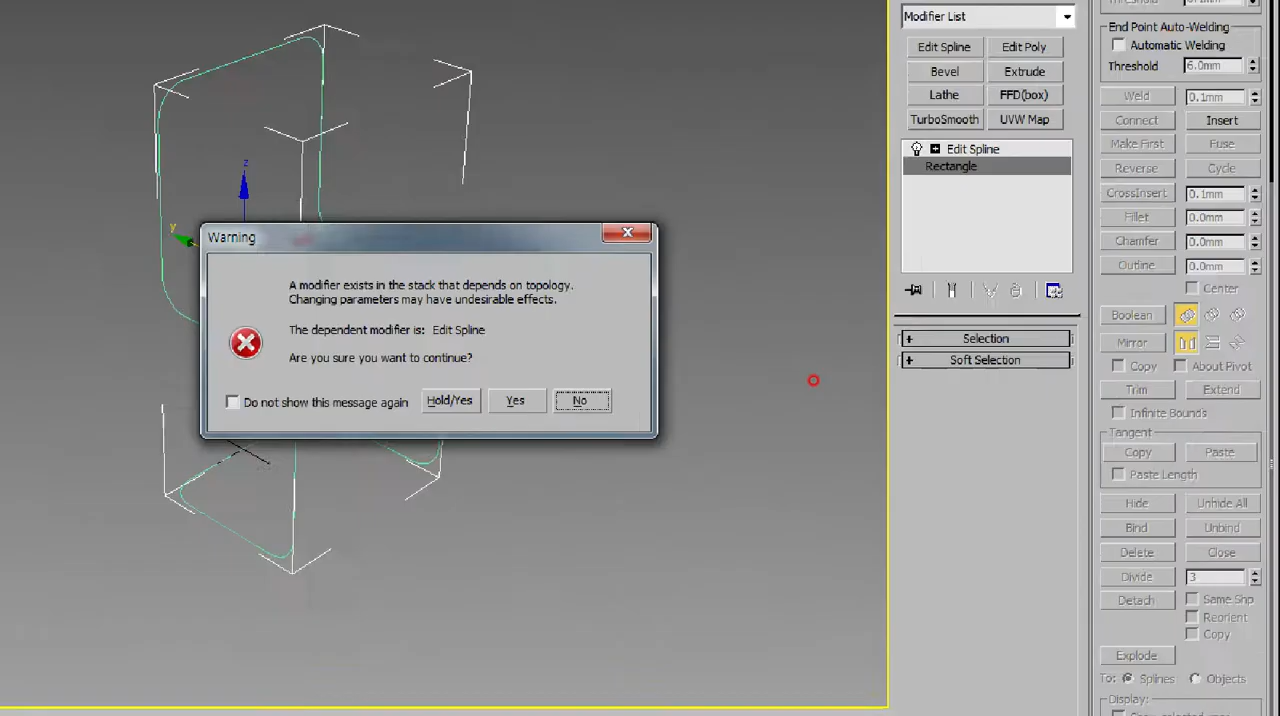 Modifier List
Edit Spline
Edit Poly
Bevel
Extrude
Lathe
FFD(box)
TurboSmooth
UVW Map
Edit Spline
Rectangle
Selection
Soft Selection
z
y
Warning
A modifier exists in the stack that depends on topology.
Changing parameters may have undesirable effects.
The dependent modifier is: Edit Spline
Are you sure you want to continue?
Do not show this message again
Hold/Yes
Yes
No
End Point Auto-Welding
Automatic Welding
Threshold 6.0mm
Weld 0.1mm
Connect Insert
Make First Fuse
Reverse Cycle
CrossInsert 0.1mm
Fillet 0.0mm
Chamfer 0.0mm
Outline 0.0mm
Center
Boolean
Mirror
Copy About Pivot
Trim Extend
Infinite Bounds
Tangent
Copy Paste
Paste Length
Hide Unhide All
Bind Unbind
Delete Close
Divide 3
Detach Same Shp
Reorient
Copy
Explode
To: Splines Objects
Display: